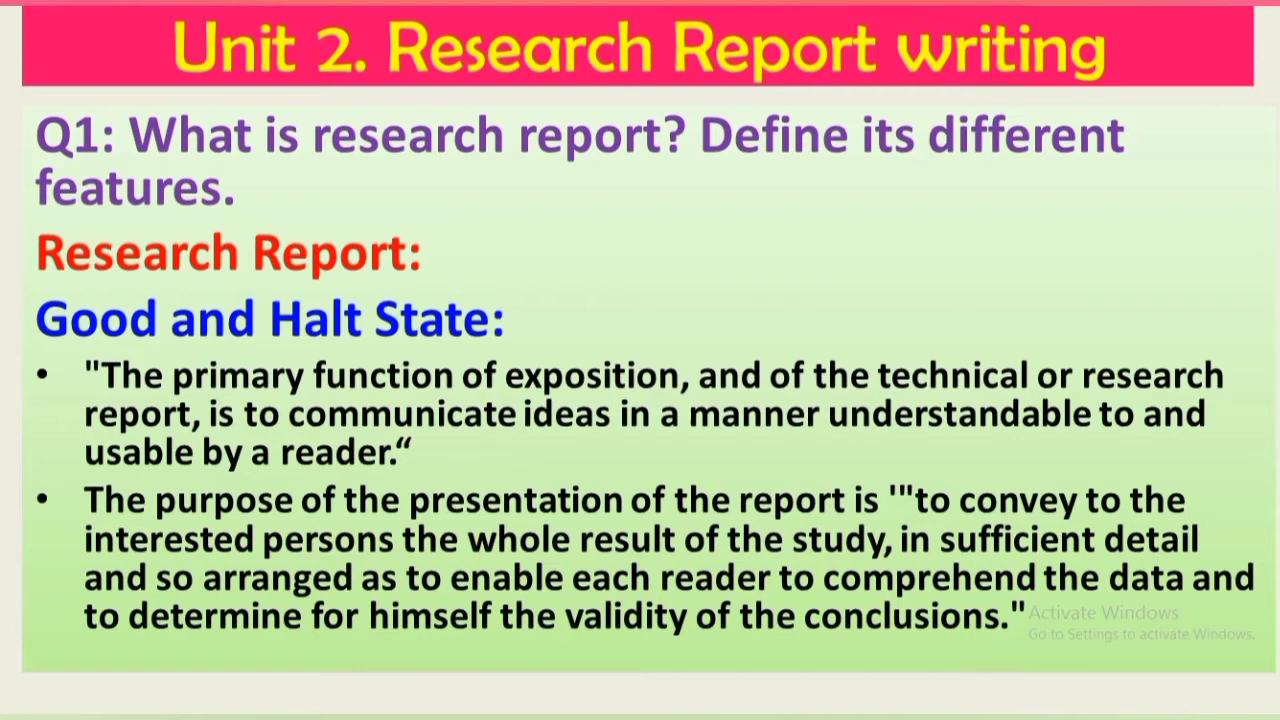 Unit 2. Research Report writing
Q1: What is research report? Define its different
features.
Research Report:
Good and Halt State:
• "The primary function of exposition, and of the technical or research
report, is to communicate ideas in a manner understandable to and
usable by a reader.“
• The purpose of the presentation of the report is '"to convey to the
interested persons the whole result of the study, in sufficient detail
and so arranged as to enable each reader to comprehend the data and
to determine for himself the validity of the conclusions."
Activate Windows
Go to Settings to activate Windows.